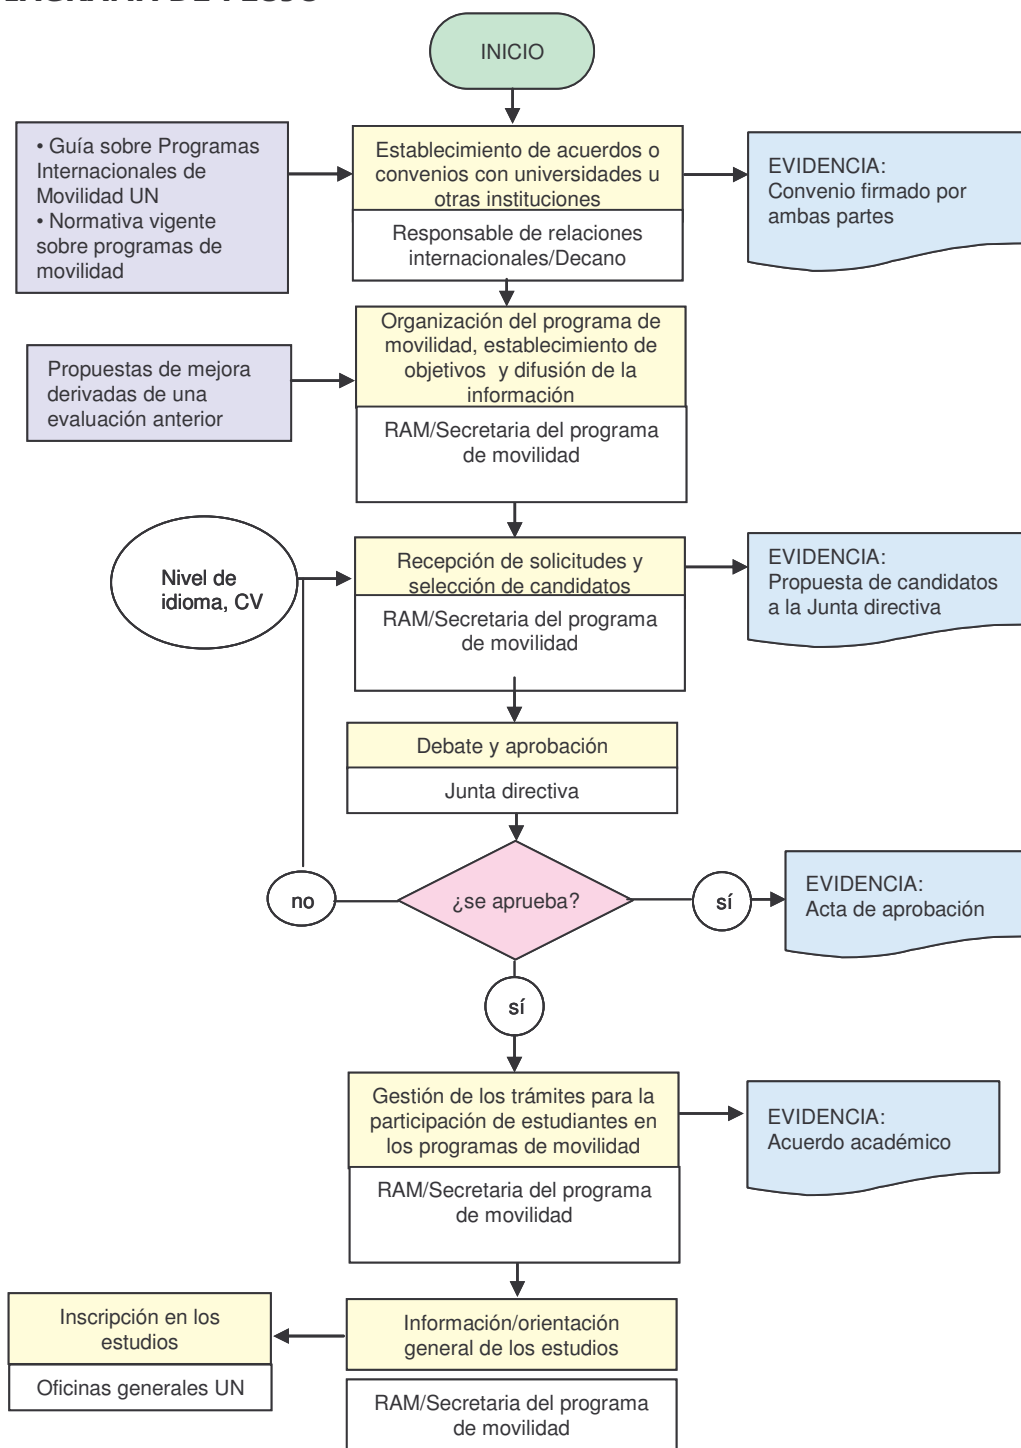 INICIO
• Guía sobre Programas
Internacionales de
Movilidad UN
• Normativa vigente
sobre programas de
movilidad
Establecimiento de acuerdos o
convenios con universidades u
otras instituciones
Responsable de relaciones
internacionales/Decano
EVIDENCIA:
Convenio firmado por
ambas partes
Propuestas de mejora
derivadas de una
evaluación anterior
Organización del programa de
movilidad, establecimiento de
objetivos y difusión de la
información
RAM/Secretaria del programa
de movilidad
Nivel de
idioma, CV
Recepción de solicitudes y
selección de candidatos
RAM/Secretaria del programa
de movilidad
EVIDENCIA:
Propuesta de candidatos
a la Junta directiva
Debate y aprobación
Junta directiva
no
¿se aprueba?
sí
EVIDENCIA:
Acta de aprobación
sí
Gestión de los trámites para la
participación de estudiantes en
los programas de movilidad
RAM/Secretaria del programa
de movilidad
EVIDENCIA:
Acuerdo académico
Inscripción en los
estudios
Oficinas generales UN
Información/orientación
general de los estudios
RAM/Secretaria del programa
de movilidad